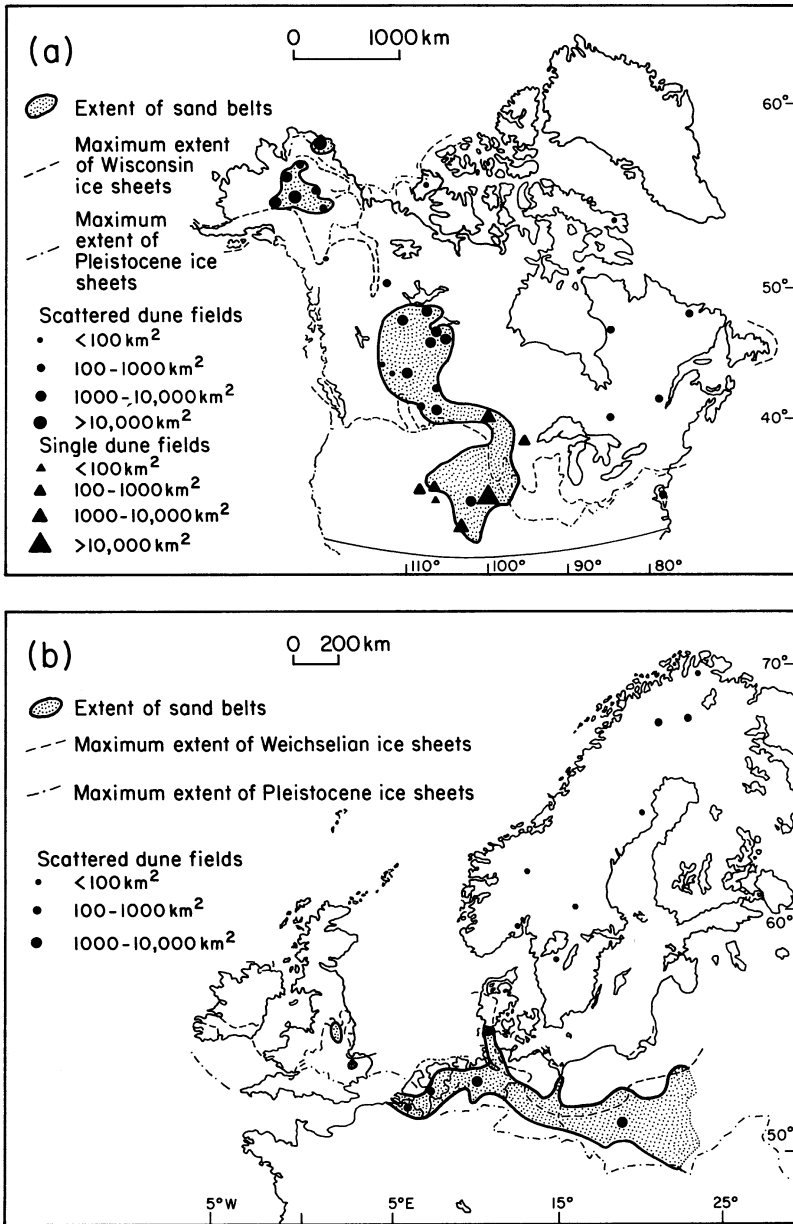 (a)
0 1000 km
Extent of sand belts
Maximum extent
of Wisconsin
ice sheets
Maximum
extent of
Pleistocene ice
sheets
Scattered dune fields
<100 km²
100-1000 km²
1000-10,000 km²
>10,000 km²
Single dune fields
<100 km²
100-1000 km²
1000-10,000 km²
>10,000 km²
60°
50°
40°
110° 100° 90° 80°
(b)
0 200 km
Extent of sand belts
Maximum extent of Weichselian ice sheets
Maximum extent of Pleistocene ice sheets
Scattered dune fields
<100 km²
100-1000 km²
1000-10,000 km²
70°
60°
50°
5°W 5°E 15° 25°